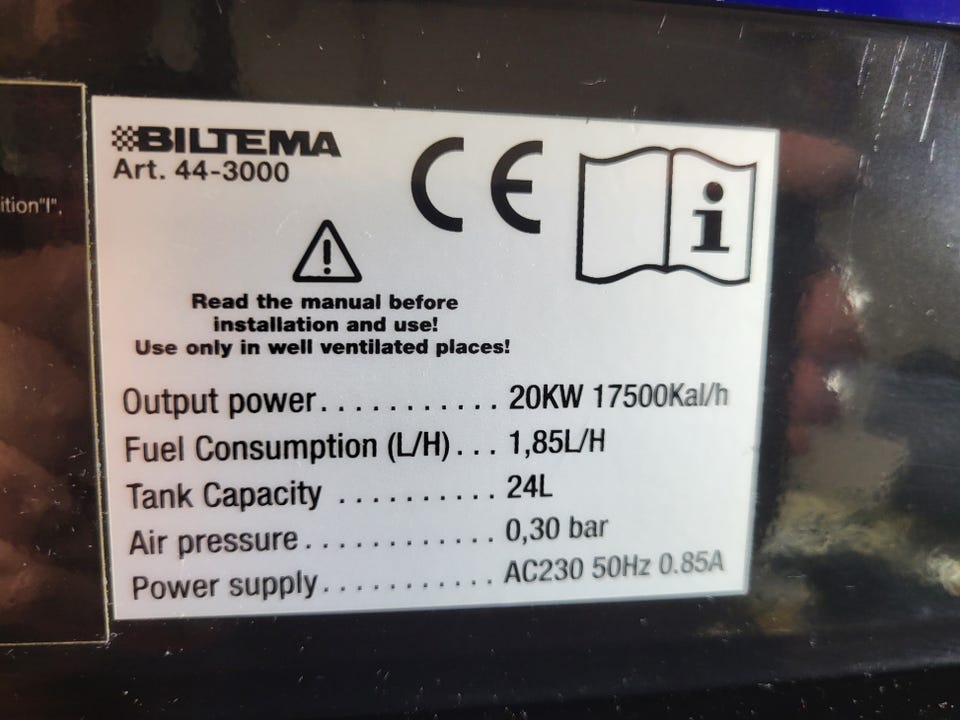 ition"I".
BILTEMA
Art. 44-3000
CE
Read the manual before
installation and use!
Use only in well ventilated places!
Output power........... 20KW 17500Kal/h
Fuel Consumption (L/H)... 1,85L/H
Tank Capacity .......... 24L
Air pressure............ 0,30 bar
Power supply........... AC230 50Hz 0.85A